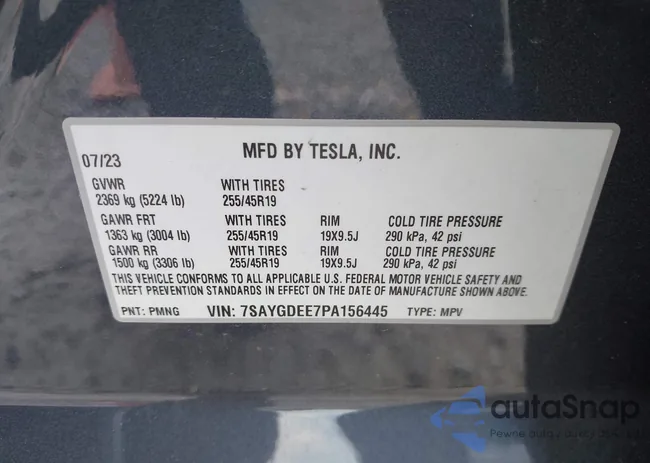 07/23 MFD BY TESLA, INC.
GVWR WITH TIRES
2369 kg (5224 lb) 255/45R19
GAWR FRT WITH TIRES RIM COLD TIRE PRESSURE
1363 kg (3004 lb) 255/45R19 19X9.5J 290 kPa, 42 psi
GAWR RR WITH TIRES RIM COLD TIRE PRESSURE
1500 kg (3306 lb) 255/45R19 19X9.5J 290 kPa, 42 psi
THIS VEHICLE CONFORMS TO ALL APPLICABLE U.S. FEDERAL MOTOR VEHICLE SAFETY AND
THEFT PREVENTION STANDARDS IN EFFECT ON THE DATE OF MANUFACTURE SHOWN ABOVE.
PNT: PMNG VIN: 7SAYGDEE7PA156445 TYPE: MPV
autaSnap
Pewne auto z